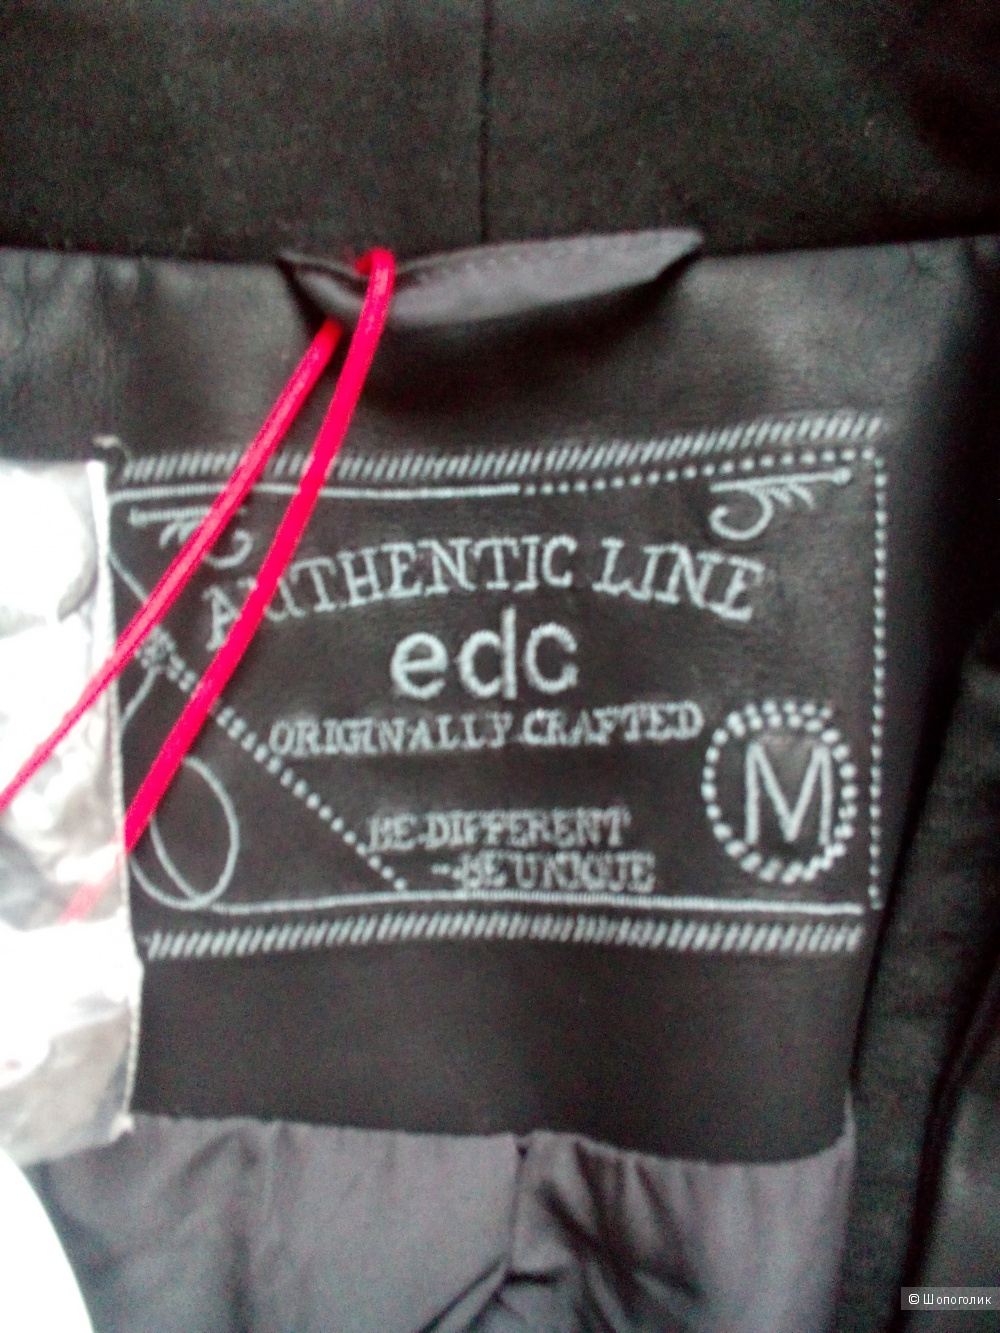 AUTHENTIC LINE
edc
ORIGINALLY CRAFTED
M
BE DIFFERENT
-BE UNIQUE
© Шопоголик